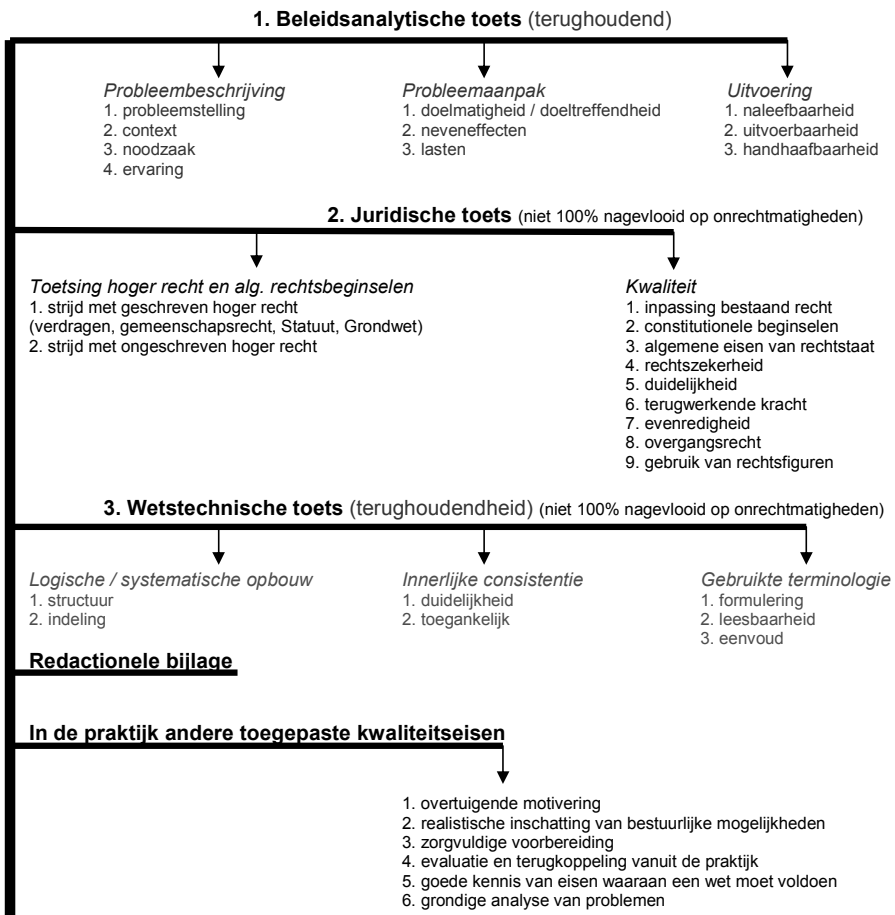 1. Beleidsanalytische toets (terughoudend)
Probleembeschrijving
1. probleemstelling
2. context
3. noodzaak
4. ervaring
Probleemaanpak
1. doelmatigheid / doeltreffendheid
2. neveneffecten
3. lasten
Uitvoering
1. naleefbaarheid
2. uitvoerbaarheid
3. handhaafbaarheid
2. Juridische toets (niet 100% nagevlooid op onrechtmatigheden)
Toetsing hoger recht en alg. rechtsbeginselen
1. strijd met geschreven hoger recht
(verdragen, gemeenschapsrecht, Statuut, Grondwet)
2. strijd met ongeschreven hoger recht
Kwaliteit
1. inpassing bestaand recht
2. constitutionele beginselen
3. algemene eisen van rechtstaat
4. rechtszekerheid
5. duidelijkheid
6. terugwerkende kracht
7. evenredigheid
8. overgangsrecht
9. gebruik van rechtsfiguren
3. Wetstechnische toets (terughoudendheid) (niet 100% nagevlooid op onrechtmatigheden)
Logische / systematische opbouw
1. structuur
2. indeling
Innerlijke consistentie
1. duidelijkheid
2. toegankelijk
Gebruikte terminologie
1. formulering
2. leesbaarheid
3. eenvoud
Redactionele bijlage
In de praktijk andere toegepaste kwaliteitseisen
1. overtuigende motivering
2. realistische inschatting van bestuurlijke mogelijkheden
3. zorgvuldige voorbereiding
4. evaluatie en terugkoppeling vanuit de praktijk
5. goede kennis van eisen waaraan een wet moet voldoen
6. grondige analyse van problemen